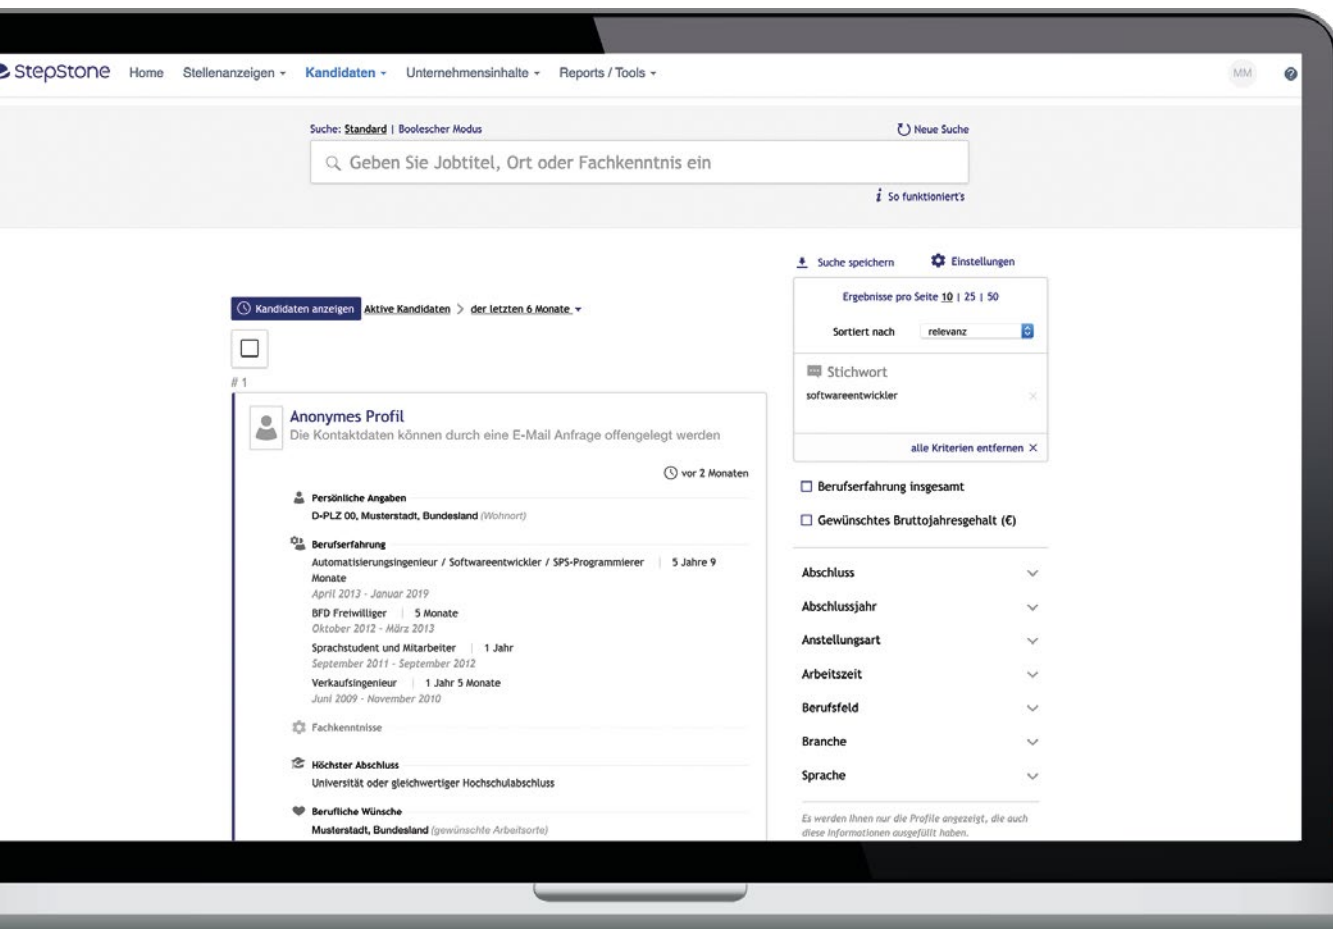 StepStone Home Stellenanzeigen Kandidaten Unternehmensinhalte Reports / Tools MM ?
Suche: Standard | Boolescher Modus
Neue Suche
Geben Sie Jobtitel, Ort oder Fachkenntnis ein
i So funktioniert's
Suche speichern Einstellungen
Kandidaten anzeigen Aktive Kandidaten > der letzten 6 Monate
# 1
Anonymes Profil
Die Kontaktdaten können durch eine E-Mail Anfrage offengelegt werden
vor 2 Monaten
Persönliche Angaben
D-PLZ 00, Musterstadt, Bundesland (Wohnort)
Berufserfahrung
Automatisierungsingenieur / Softwareentwickler / SPS-Programmierer | 5 Jahre 9
Monate
April 2013 - Januar 2019
BFD Freiwilliger | 5 Monate
Oktober 2012 - März 2013
Sprachstudent und Mitarbeiter | 1 Jahr
September 2011 - September 2012
Verkaufsingenieur | 1 Jahr 5 Monate
Juni 2009 - November 2010
Fachkenntnisse
Höchster Abschluss
Universität oder gleichwertiger Hochschulabschluss
Berufliche Wünsche
Musterstadt, Bundesland (gewünschte Arbeitsorte)
Ergebnisse pro Seite 10 | 25 | 50
Sortiert nach relevanz
Stichwort
softwareentwickler ×
alle Kriterien entfernen ×
Berufserfahrung insgesamt
Gewünschtes Bruttojahresgehalt (€)
Abschluss
Abschlussjahr
Anstellungsart
Arbeitszeit
Berufsfeld
Branche
Sprache
Es werden Ihnen nur die Profile angezeigt, die auch
diese Informationen ausgefüllt haben.